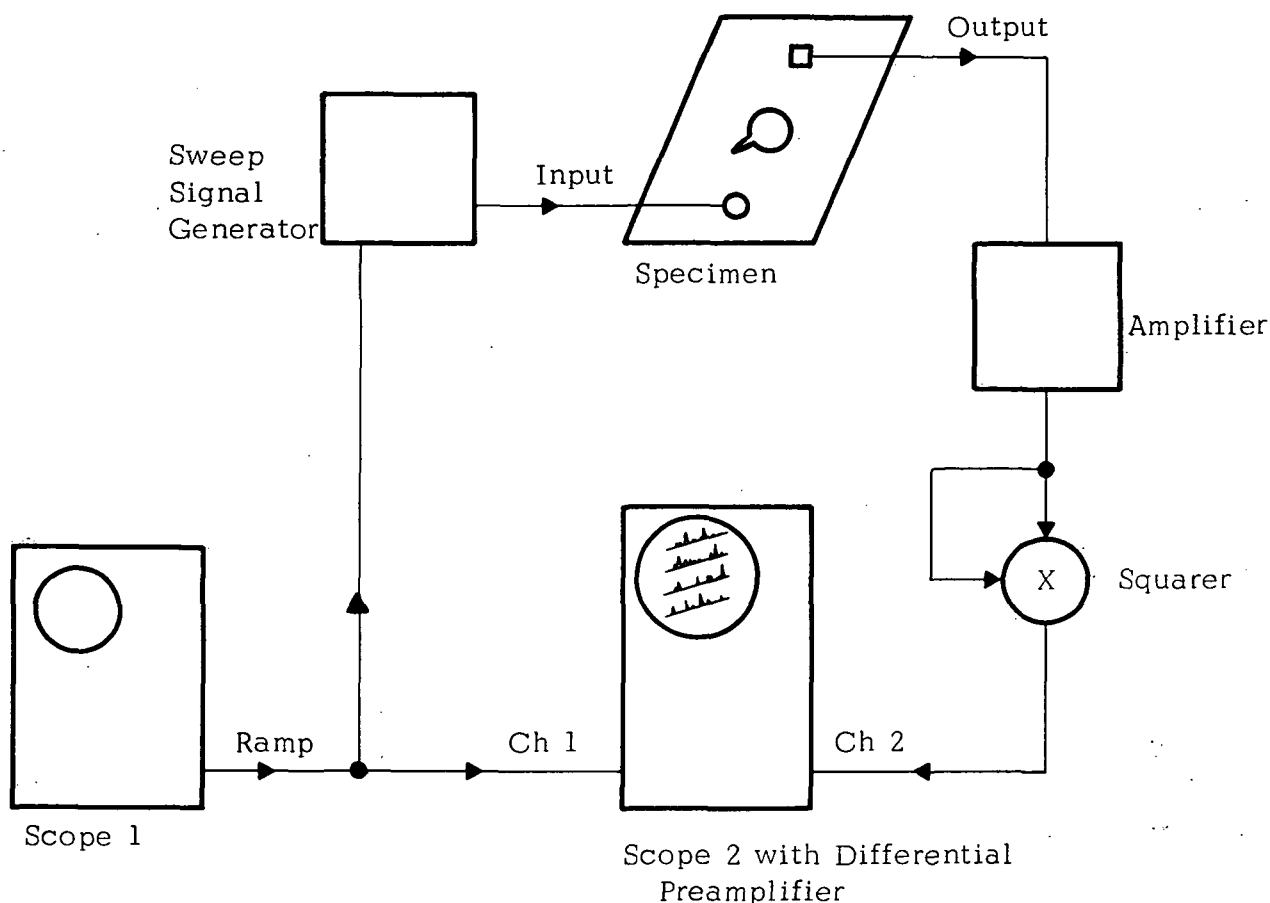 Output
Sweep
Signal
Generator
Input
Specimen
Amplifier
X
Squarer
Ramp
Ch 1
Ch 2
Scope 1
Scope 2 with Differential
Preamplifier